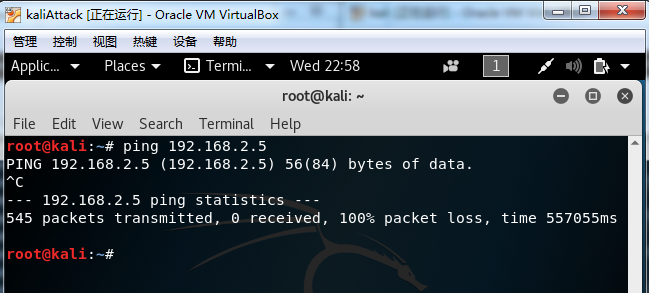 kaliAttack [正在运行] - Oracle VM VirtualBox
管理 控制 视图 热键 设备 帮助
Applic... Places Termi... Wed 22:58 1
root@kali: ~
File Edit View Search Terminal Help
root@kali:~# ping 192.168.2.5
PING 192.168.2.5 (192.168.2.5) 56(84) bytes of data.
^C
--- 192.168.2.5 ping statistics ---
545 packets transmitted, 0 received, 100% packet loss, time 557055ms
root@kali:~#